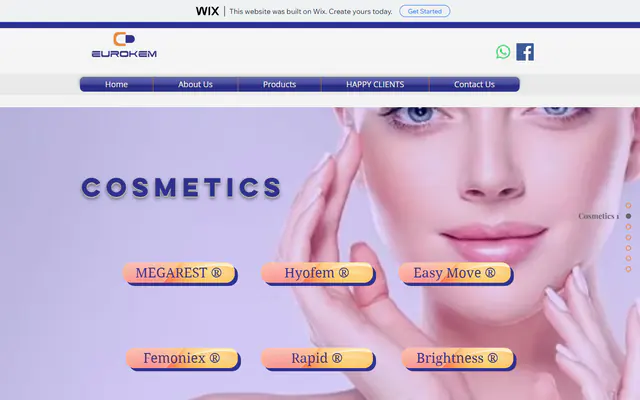 WIX This website was built on Wix. Create yours today. Get Started
EUROKEM
Home About Us Products HAPPY CLIENTS Contact Us
COSMETICS
Cosmetics 1
MEGAREST ® Hyofem ® Easy Move ®
Femoniex ® Rapid ® Brightness ®